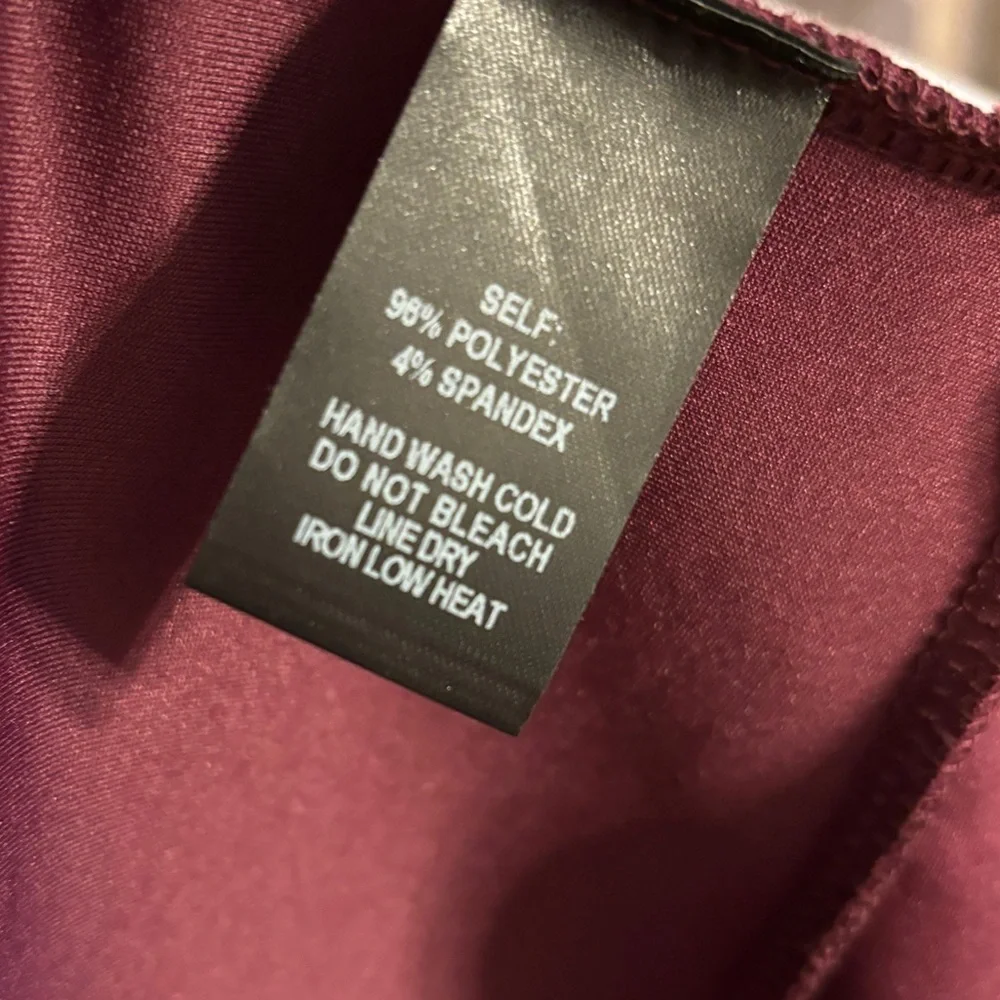 SELF:
96% POLYESTER
4% SPANDEX
HAND WASH COLD
DO NOT BLEACH
LINE DRY
IRON LOW HEAT